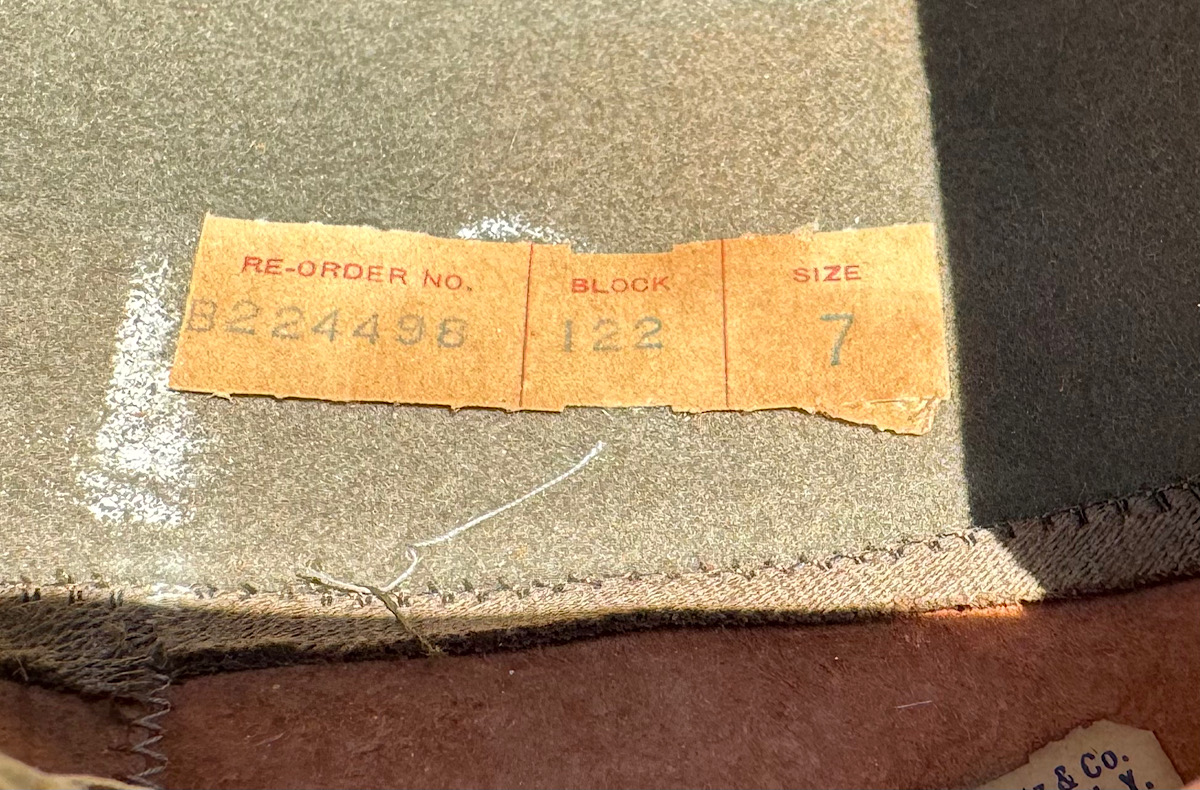 RE-ORDER NO. BLOCK SIZE
B224498 122 7
& Co.
Y.